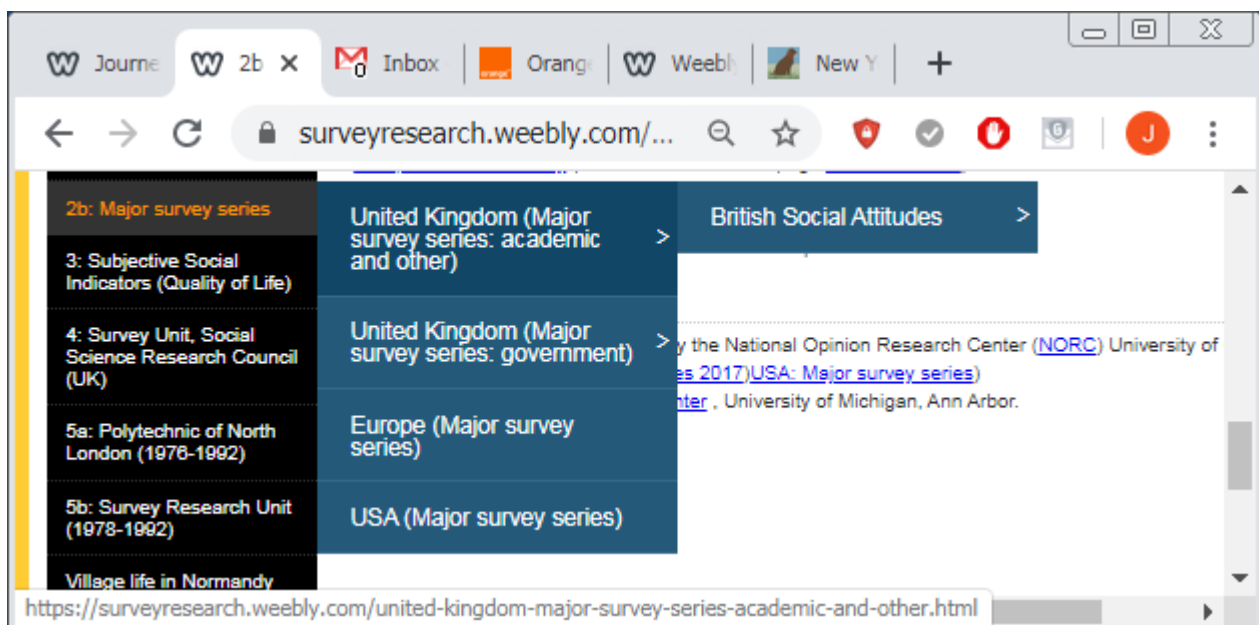 Journe
2b
Inbox
Orang
Weebl
New Y
surveyresearch.weebly.com/...
J
2b: Major survey series
3: Subjective Social
Indicators (Quality of Life)
4: Survey Unit, Social
Science Research Council
(UK)
5a: Polytechnic of North
London (1976-1992)
5b: Survey Research Unit
(1978-1992)
Village life in Normandy
United Kingdom (Major
survey series: academic
and other)
>
United Kingdom (Major
survey series: government)
>
Europe (Major survey
series)
USA (Major survey series)
British Social Attitudes >
y the National Opinion Research Center (NORC) University of
es 2017)USA: Major survey series)
nter , University of Michigan, Ann Arbor.
https://surveyresearch.weebly.com/united-kingdom-major-survey-series-academic-and-other.html